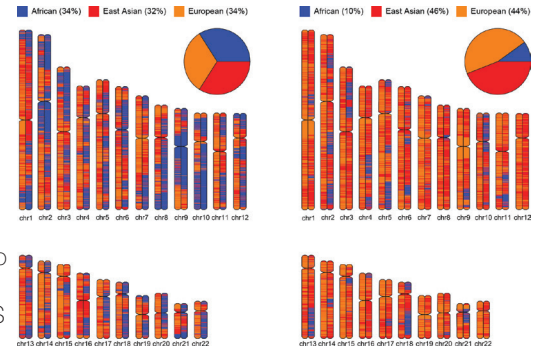 African (34%) East Asian (32%) European (34%)
African (10%) East Asian (46%) European (44%)
chr1 chr2 chr3 chr4 chr5 chr6 chr7 chr8 chr9 chr10 chr11 chr12
chr1 chr2 chr3 chr4 chr5 chr6 chr7 chr8 chr9 chr10 chr11 chr12
chr13 chr14 chr15 chr16 chr17 chr18 chr19 chr20 chr21 chr22
chr13 chr14 chr15 chr16 chr17 chr18 chr19 chr20 chr21 chr22